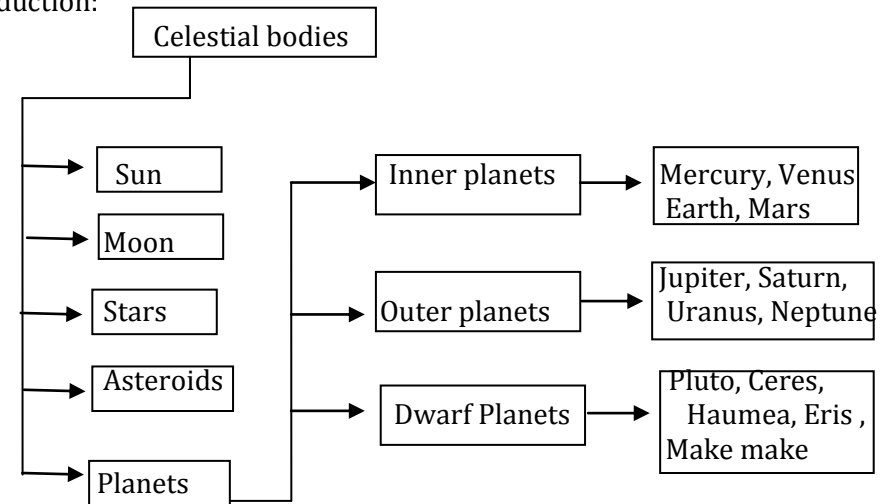 duction:
Celestial bodies
Sun
Moon
Stars
Asteroids
Planets
Inner planets
Outer planets
Dwarf Planets
Mercury, Venus
Earth, Mars
Jupiter, Saturn,
Uranus, Neptune
Pluto, Ceres,
Haumea, Eris ,
Make make